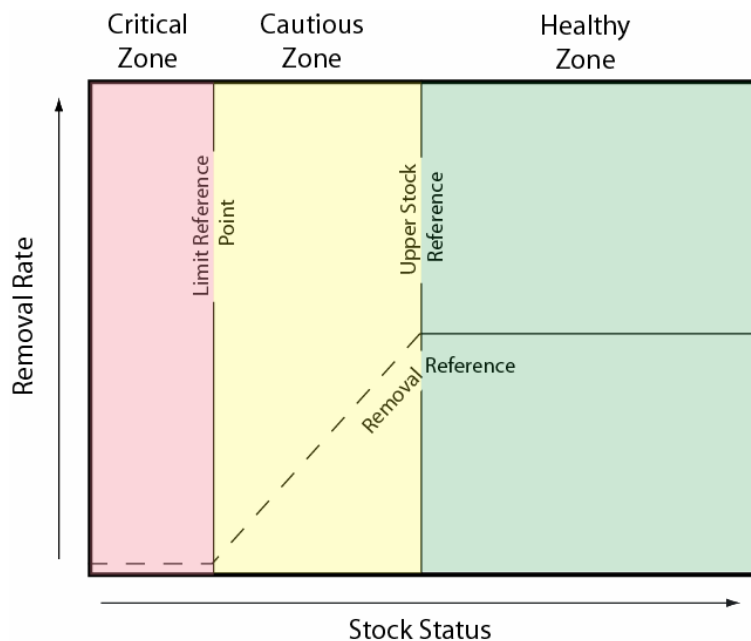 Critical
Zone
Cautious
Zone
Healthy
Zone
Removal Rate
Limit Reference
Point
Upper Stock
Reference
Removal Reference
Stock Status